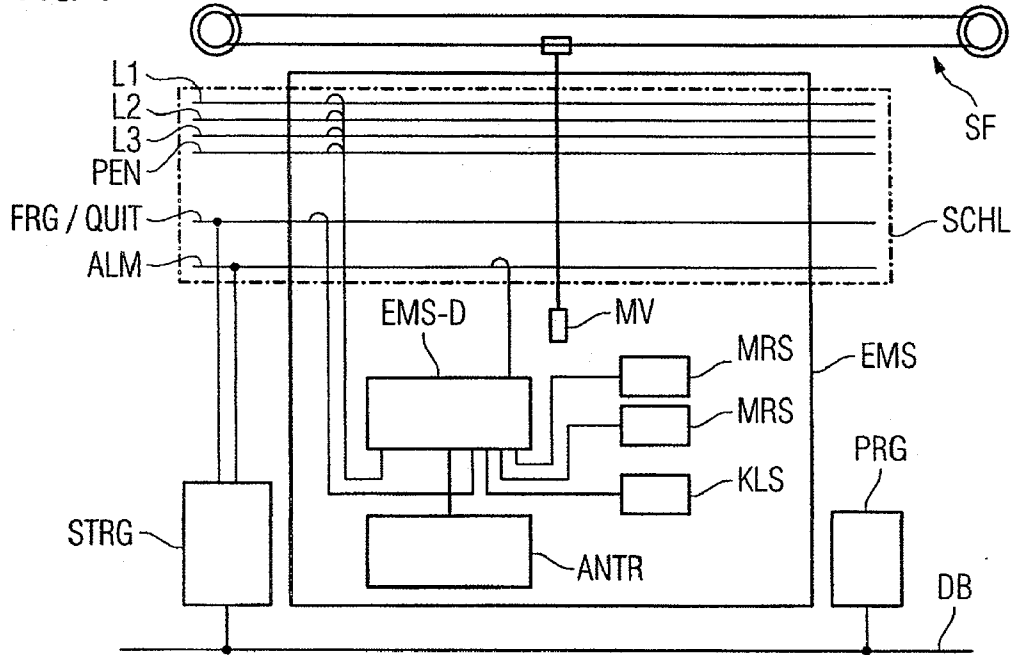 L1
L2
L3
PEN
FRG / QUIT
ALM
SF
SCHL
EMS-D
MV
MRS
EMS
MRS
PRG
KLS
STRG
ANTR
DB